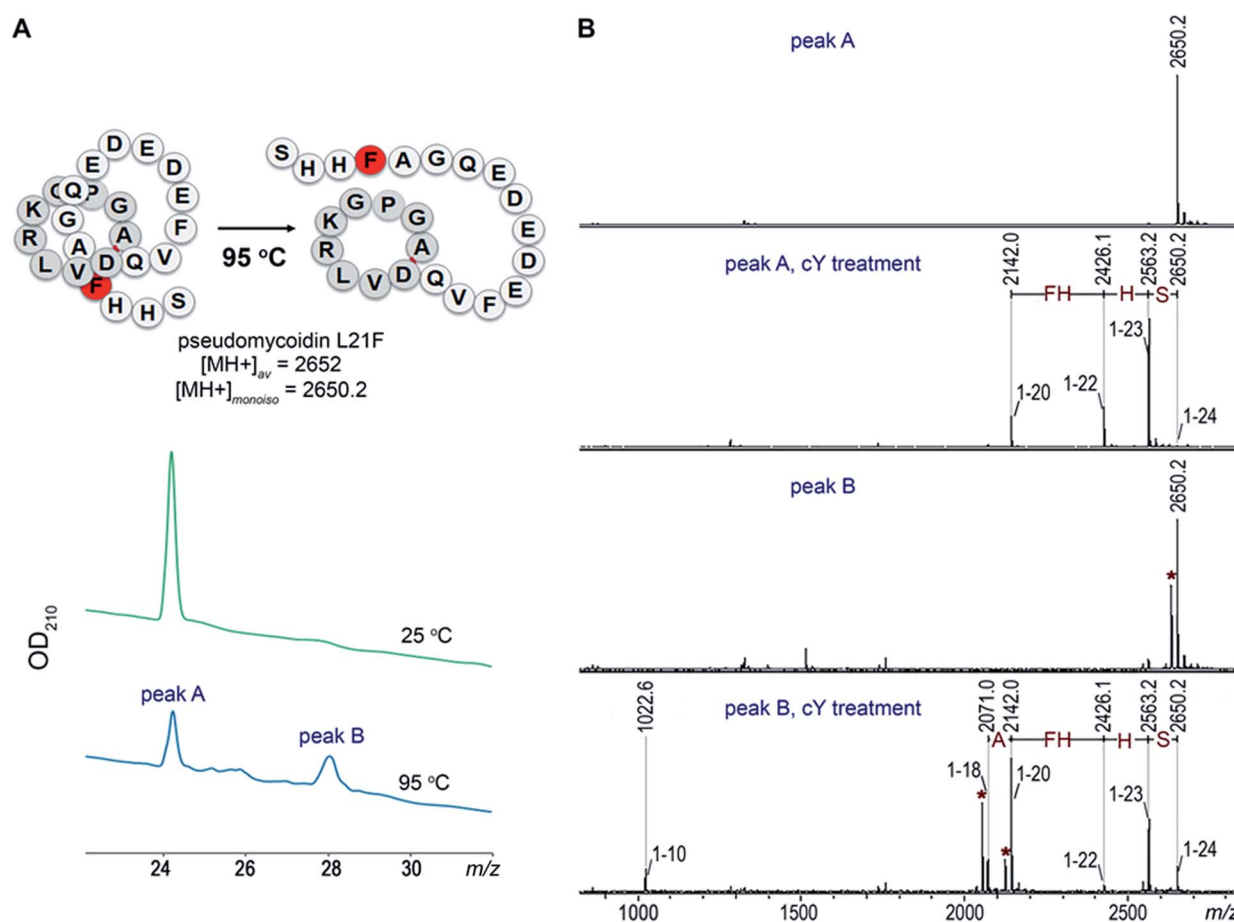 A
E D E D E F V Q D V L R K Q P G A G A F H H S
95 °C
S H H F A G Q E D E D E F V Q D V L R K G P G A
pseudomycoidin L21F
[MH+]av = 2652
[MH+]monoiso = 2650.2
OD210
25 °C
peak A
peak B
95 °C
24 26 28 30 m/z
B
peak A
2650.2
peak A, cY treatment
2142.0 2426.1 2563.2 2650.2
FH H S
1-23
1-20
1-22
1-24
peak B
2650.2
*
peak B, cY treatment
1022.6 2071.0 2142.0 2426.1 2563.2 2650.2
A FH H S
1-18
1-20
1-23
*
*
1-10
1-22
1-24
1000 1500 2000 2500 m/z